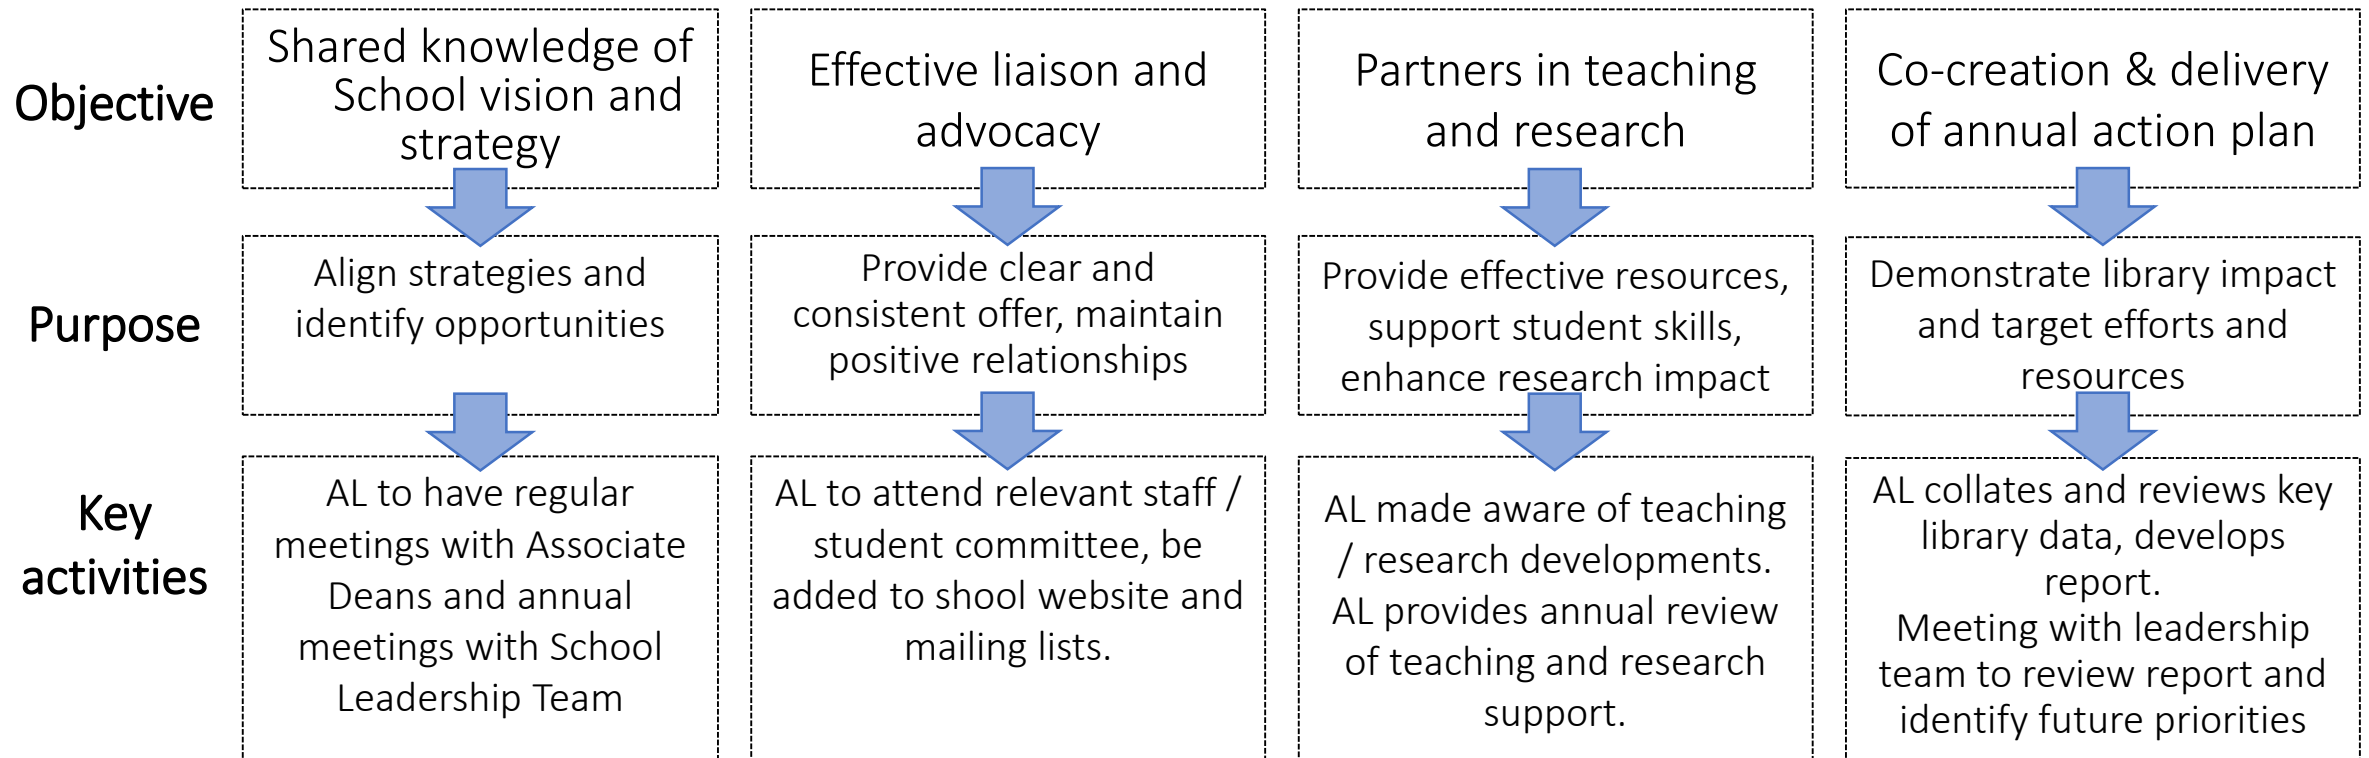 Objective
Shared knowledge of
School vision and
strategy
Effective liaison and
advocacy
Partners in teaching
and research
Co-creation & delivery
of annual action plan
Purpose
Align strategies and
identify opportunities
Provide clear and
consistent offer, maintain
positive relationships
Provide effective resources,
support student skills,
enhance research impact
Demonstrate library impact
and target efforts and
resources
Key
activities
AL to have regular
meetings with Associate
Deans and annual
meetings with School
Leadership Team
AL to attend relevant staff /
student committee, be
added to shool website and
mailing lists.
AL made aware of teaching
/ research developments.
AL provides annual review
of teaching and research
support.
AL collates and reviews key
library data, develops
report.
Meeting with leadership
team to review report and
identify future priorities